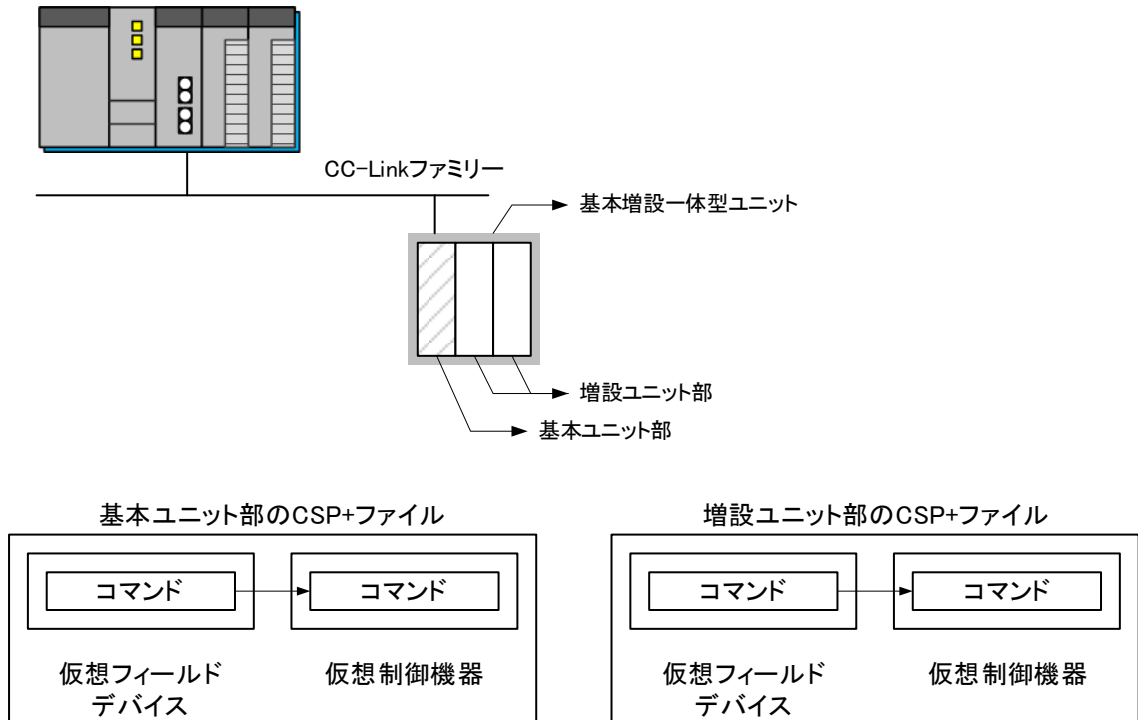 CC-Linkファミリー
基本増設一体型ユニット
増設ユニット部
基本ユニット部
基本ユニット部のCSP+ファイル
コマンド
コマンド
仮想フィールド
デバイス
仮想制御機器
増設ユニット部のCSP+ファイル
コマンド
コマンド
仮想フィールド
デバイス
仮想制御機器